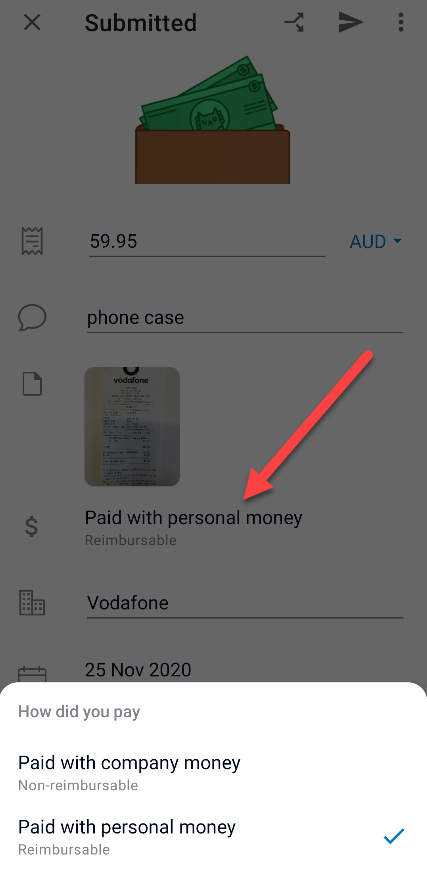 Submitted
59.95
AUD
phone case
vodafone
Paid with personal money
Reimbursable
Vodafone
25 Nov 2020
How did you pay
Paid with company money
Non-reimbursable
Paid with personal money
Reimbursable